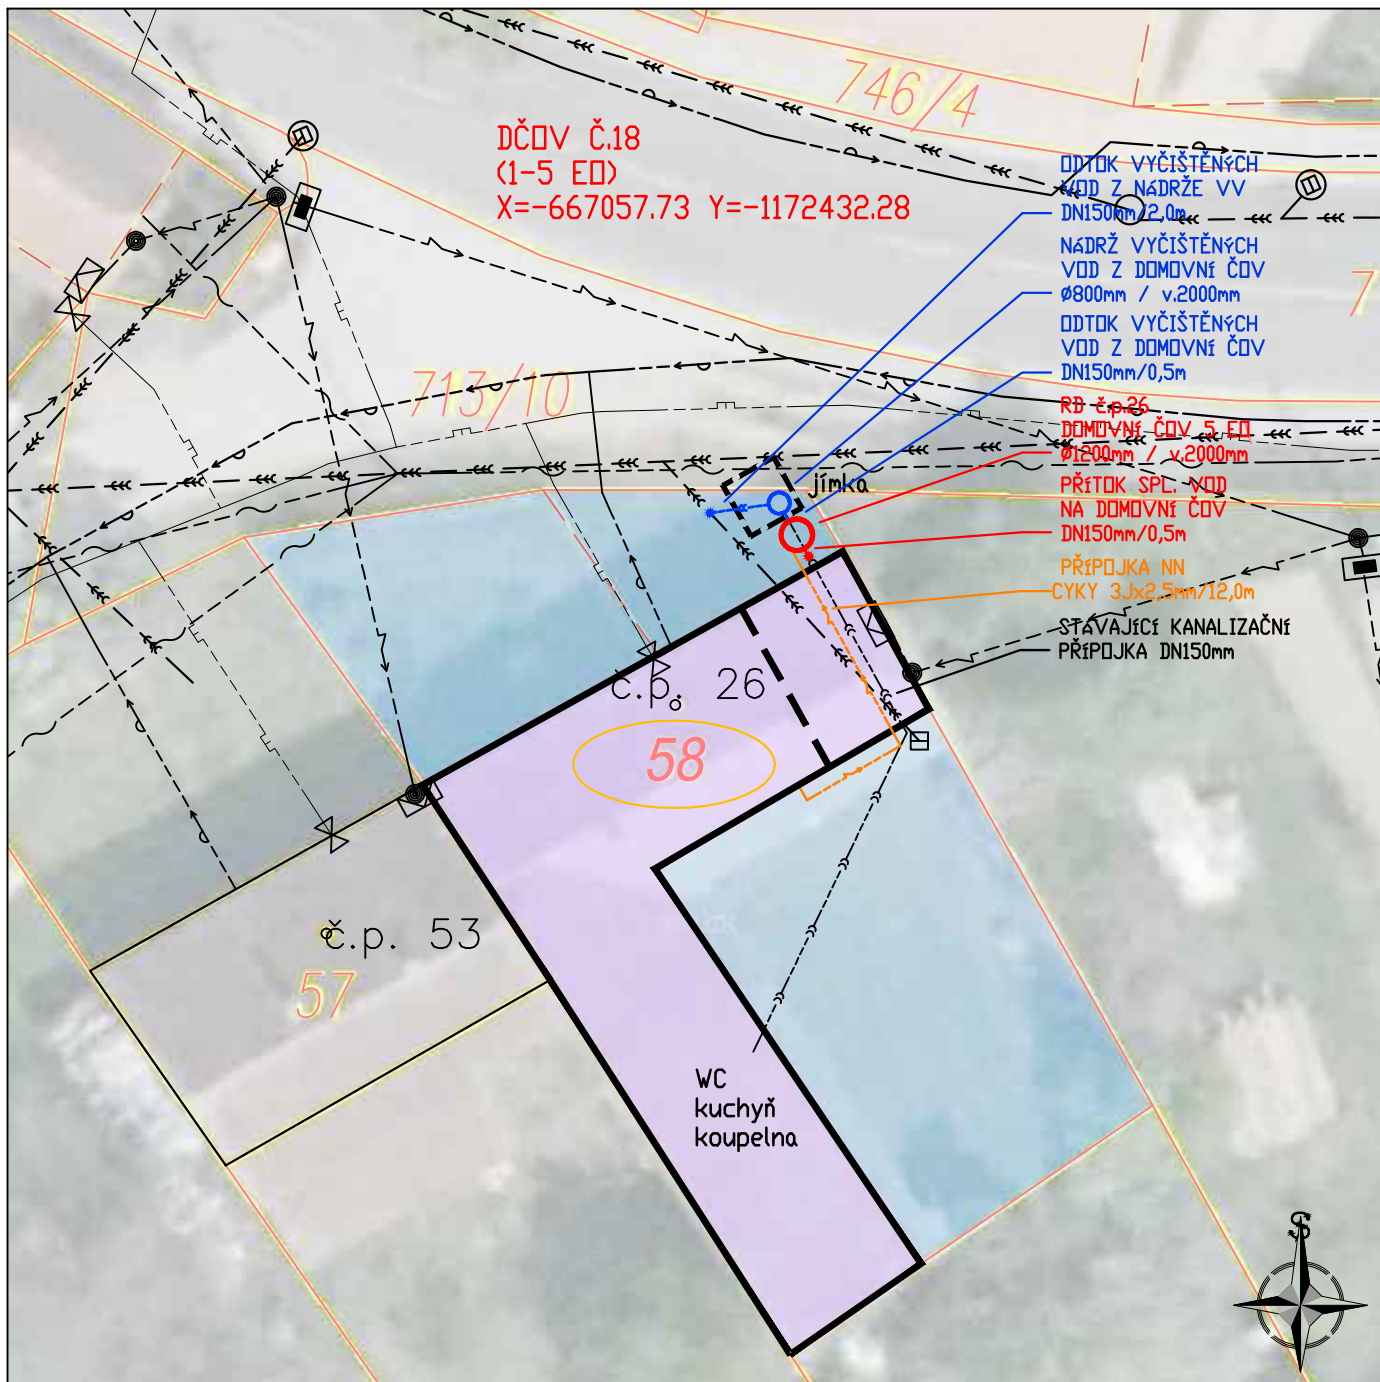 746/4
DČOV Č.18
(1-5 EO)
X=-667057.73 Y=-1172432.28
ODTOK VYČIŠTĚNÝCH
VOD Z NÁDRŽE VV
DN150mm/2,0m
NÁDRŽ VYČIŠTĚNÝCH
VOD Z DOMOVNÍ ČOV
Ø800mm / v.2000mm
7
ODTOK VYČIŠTĚNÝCH
VOD Z DOMOVNÍ ČOV
DN150mm/0,5m
713/10
RD č.p.26
DOMOVNÍ ČOV 5 EO
Ø1200mm / v.2000mm
jímka
PŘÍTOK SPL. VOD
NA DOMOVNÍ ČOV
DN150mm/0,5m
PŘÍPOJKA NN
CYKY 3Jx2,5mm/12,0m
STÁVAJÍCÍ KANALIZAČNÍ
PŘÍPOJKA DN150mm
č.p. 26
58
č.p. 53
57
WC
kuchyň
koupelna
S